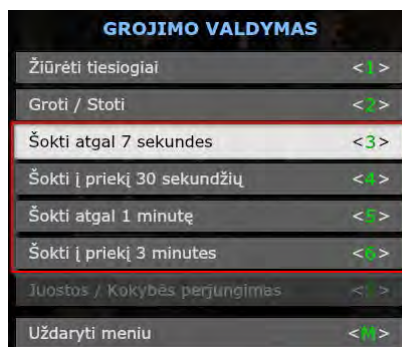 GROJIMO VALDYMAS
Žiūrėti tiesiogiai <1>
Groti / Stoti <2>
Šokti atgal 7 sekundes <3>
Šokti į priekį 30 sekundžių <4>
Šokti atgal 1 minutę <5>
Šokti į priekį 3 minutes <6>
Juostos / Kokybės perjungimas
Uždaryti meniu <M>